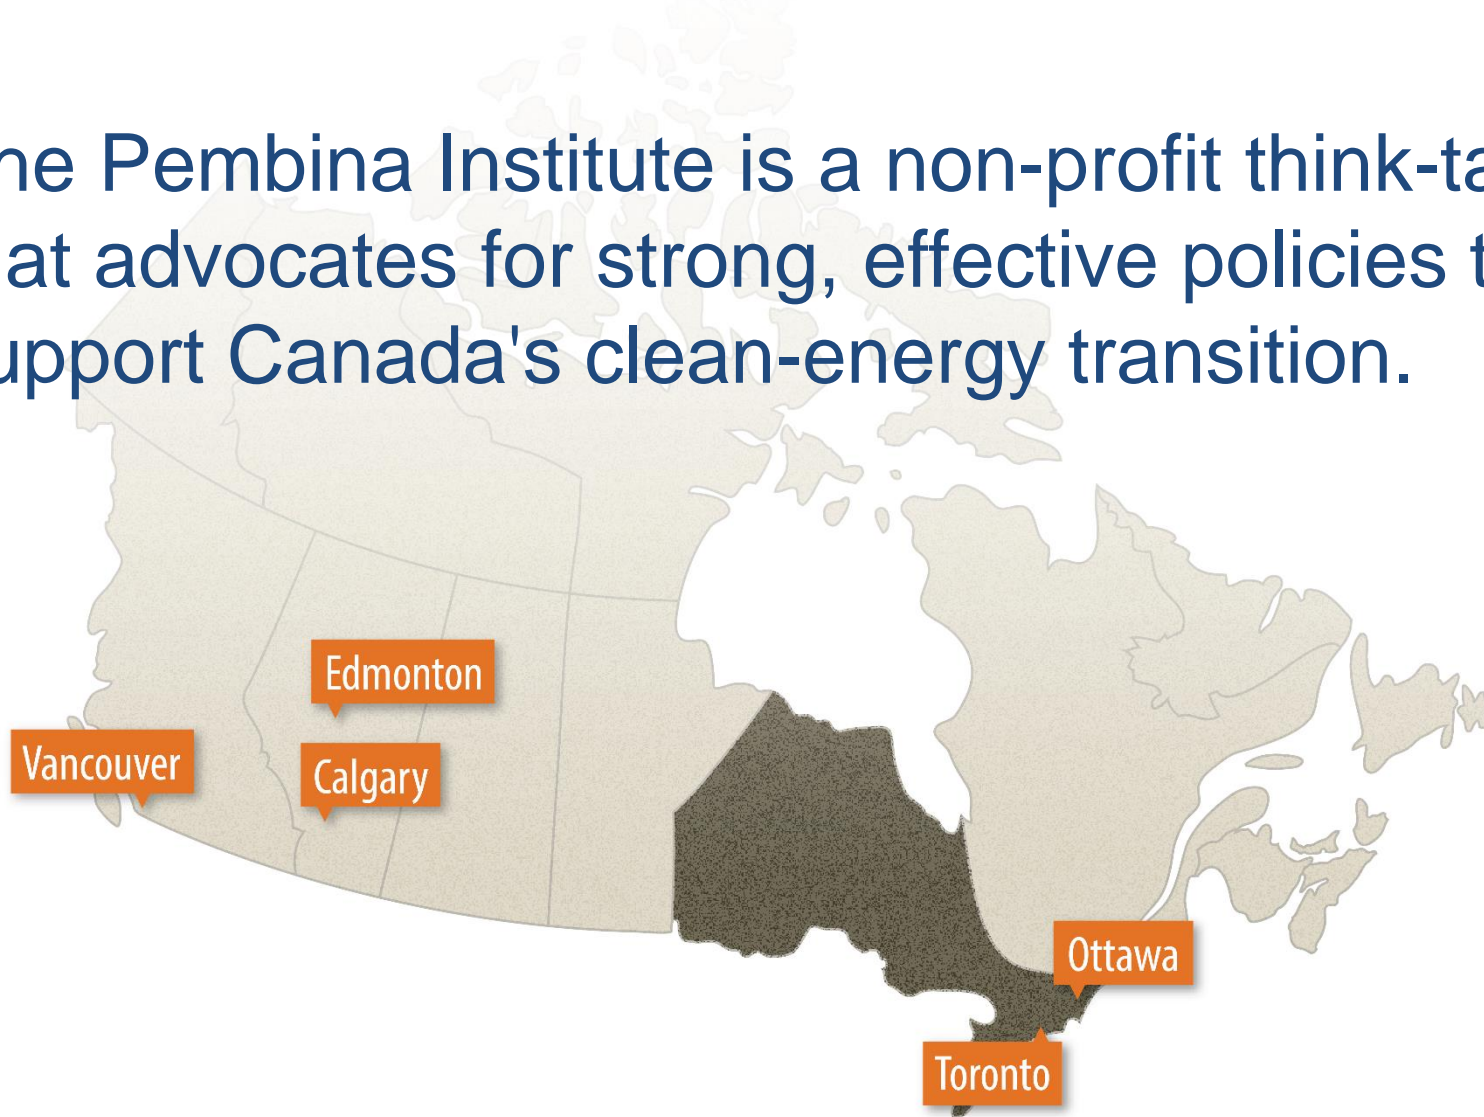 he Pembina Institute is a non-profit think-ta
at advocates for strong, effective policies t
upport Canada's clean-energy transition.
Edmonton
Vancouver
Calgary
Ottawa
Toronto